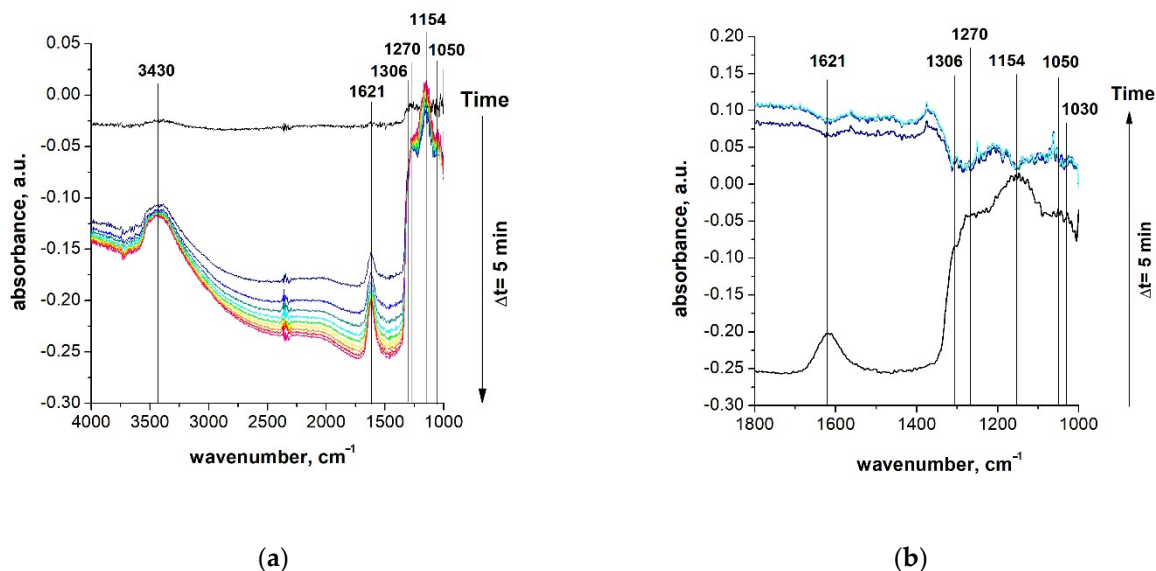 1154
1270
1050
1306
3430
1621
0.05
0.00
-0.05
-0.10
-0.15
-0.20
-0.25
-0.30
absorbance, a.u.
4000 3500 3000 2500 2000 1500 1000
wavenumber, cm⁻¹
Time
Δt= 5 min
(a)
1270
1621 1306 1154 1050
1030
0.20
0.15
0.10
0.05
0.00
-0.05
-0.10
-0.15
-0.20
-0.25
-0.30
absorbance, a.u.
1800 1600 1400 1200 1000
wavenumber, cm⁻¹
Time
Δt= 5 min
(b)